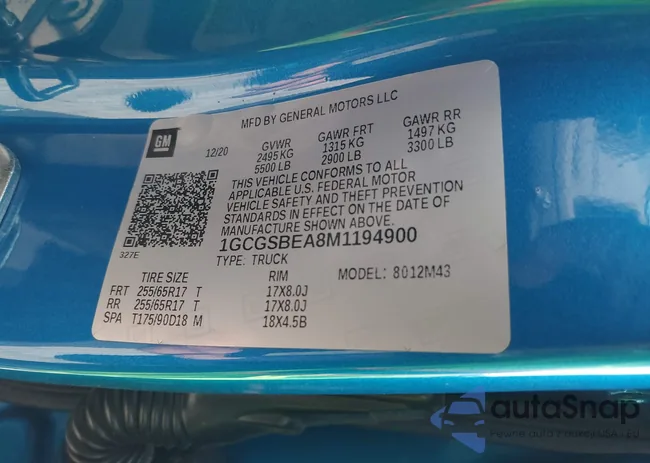 MFD BY GENERAL MOTORS LLC
GM
12/20
GVWR
2495 KG
5500 LB
GAWR FRT
1315 KG
2900 LB
GAWR RR
1497 KG
3300 LB
THIS VEHICLE CONFORMS TO ALL
APPLICABLE U.S. FEDERAL MOTOR
VEHICLE SAFETY AND THEFT PREVENTION
STANDARDS IN EFFECT ON THE DATE OF
MANUFACTURE SHOWN ABOVE.
1GCGSBEA8M1194900
327E
TYPE: TRUCK
MODEL: 8012M43
TIRE SIZE RIM
FRT 255/65R17 T 17X8.0J
RR 255/65R17 T 17X8.0J
SPA T175/90D18 M 18X4.5B
autaSnap
Pewne auta z